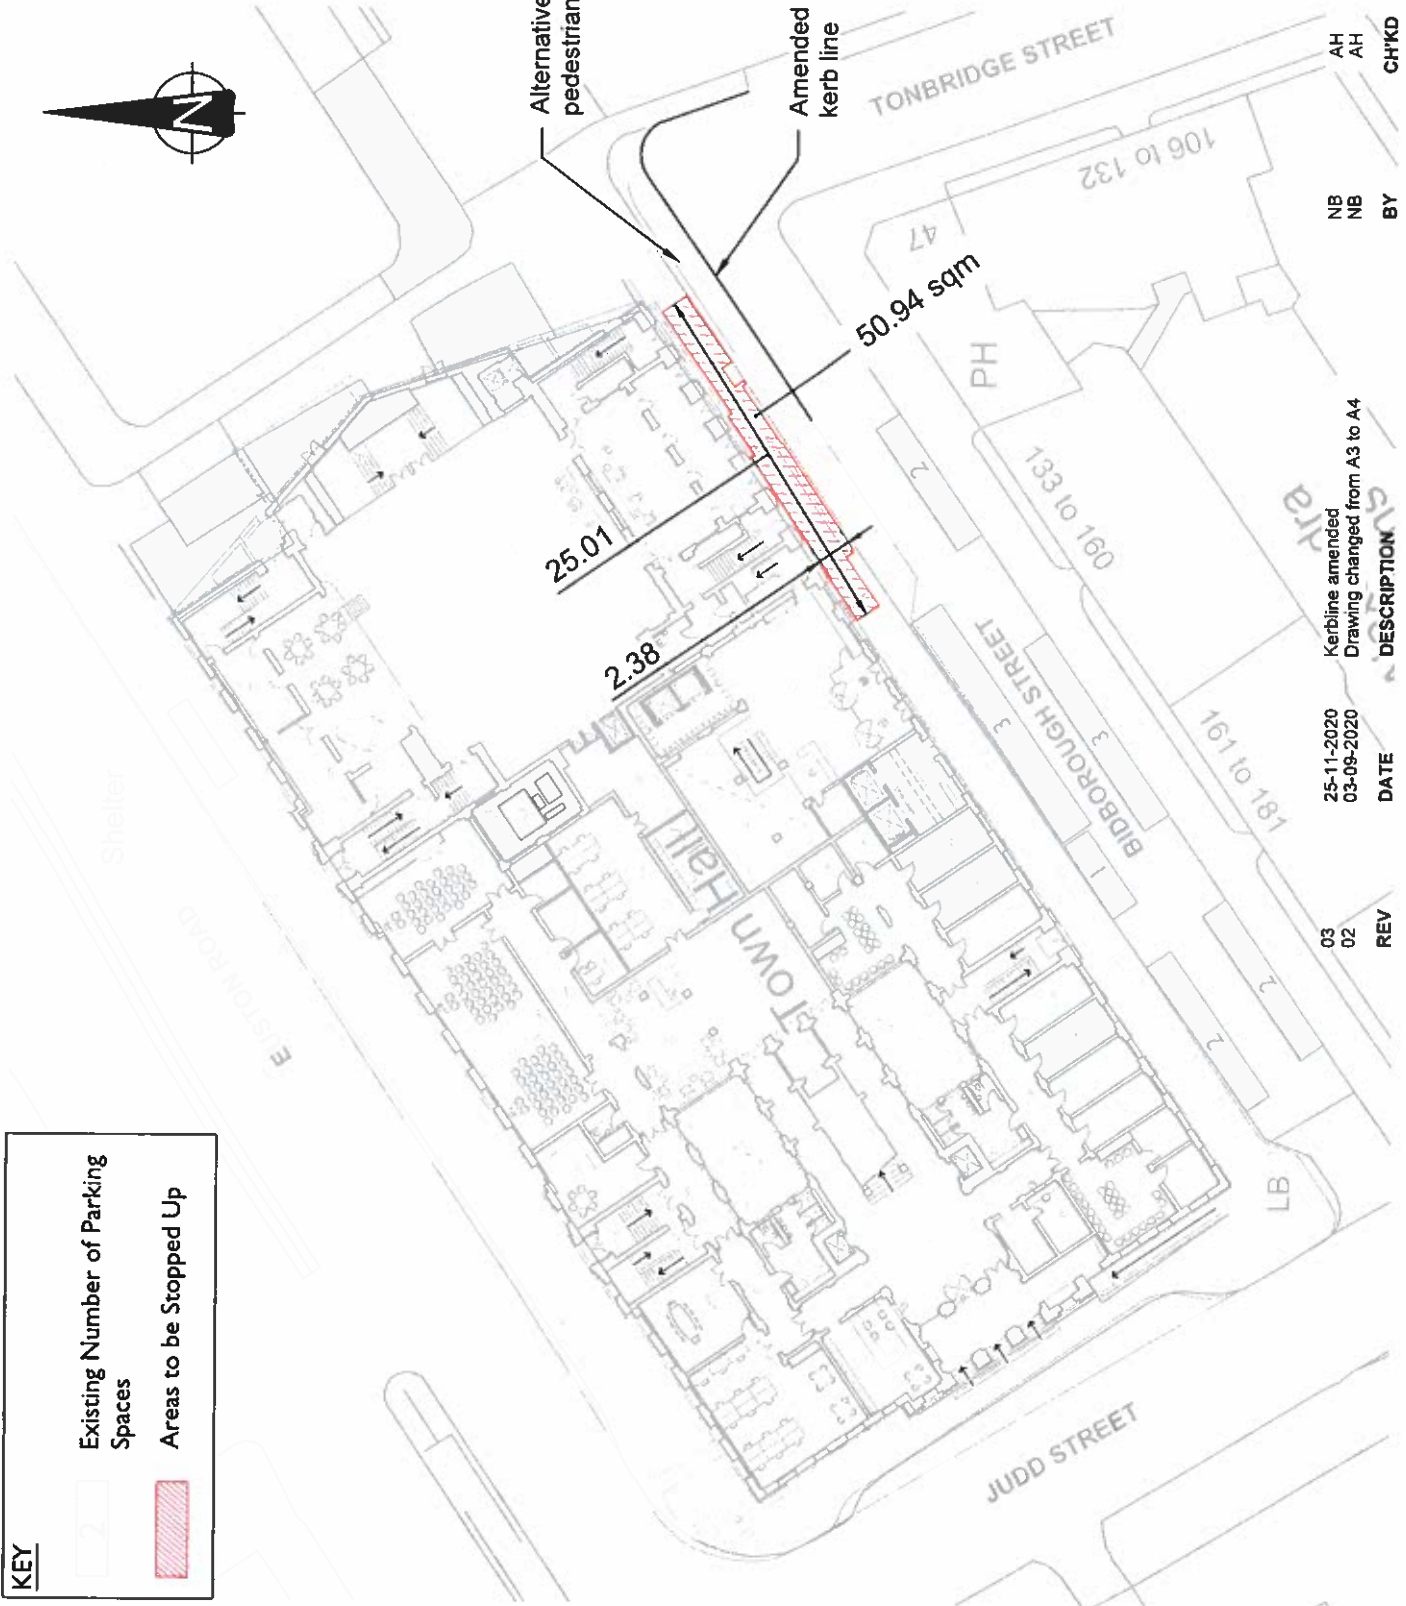 KEY
2
Existing Number of Parking
Spaces
Areas to be Stopped Up
N
Shelter
EUSTON ROAD
Alternative
pedestrian
Amended
kerb line
TONBRIDGE STREET
106 to 132
47
50.94 sqm
PH
25.01
2.38
2
133 to 160
BIDBOROUGH STREET
3
3
1
161 to 181
2
2
Town
Hall
LB
JUDD STREET
03 25-11-2020 Kerbline amended NB AH
02 03-09-2020 Drawing changed from A3 to A4 NB AH
REV DATE DESCRIPTION BY CH'KD